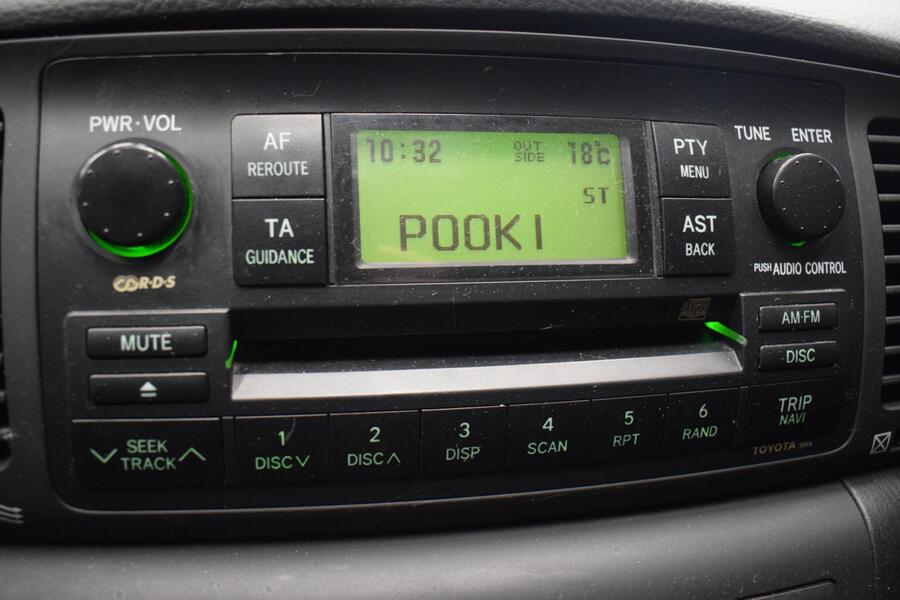 PWR·VOL
AF
REROUTE
TA
GUIDANCE
10:32
OUT
SIDE
18°C
ST
POOKI
PTY
MENU
AST
BACK
TUNE
ENTER
PUSH AUDIO CONTROL
R·D·S
MUTE
AM·FM
DISC
SEEK
TRACK
1
DISC
2
DISC
3
DISP
4
SCAN
5
RPT
6
RAND
TRIP
NAVI
TOYOTA